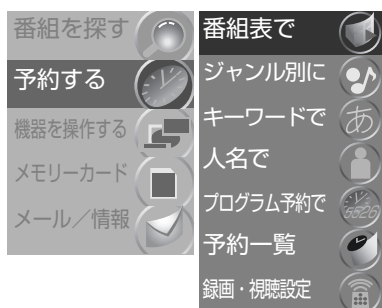 番組を探す
予約する
機器を操作する
メモリーカード
メール／情報
番組表で
ジャンル別に
キーワードで
あ
人名で
プログラム予約で
5826
予約一覧
録画・視聴設定